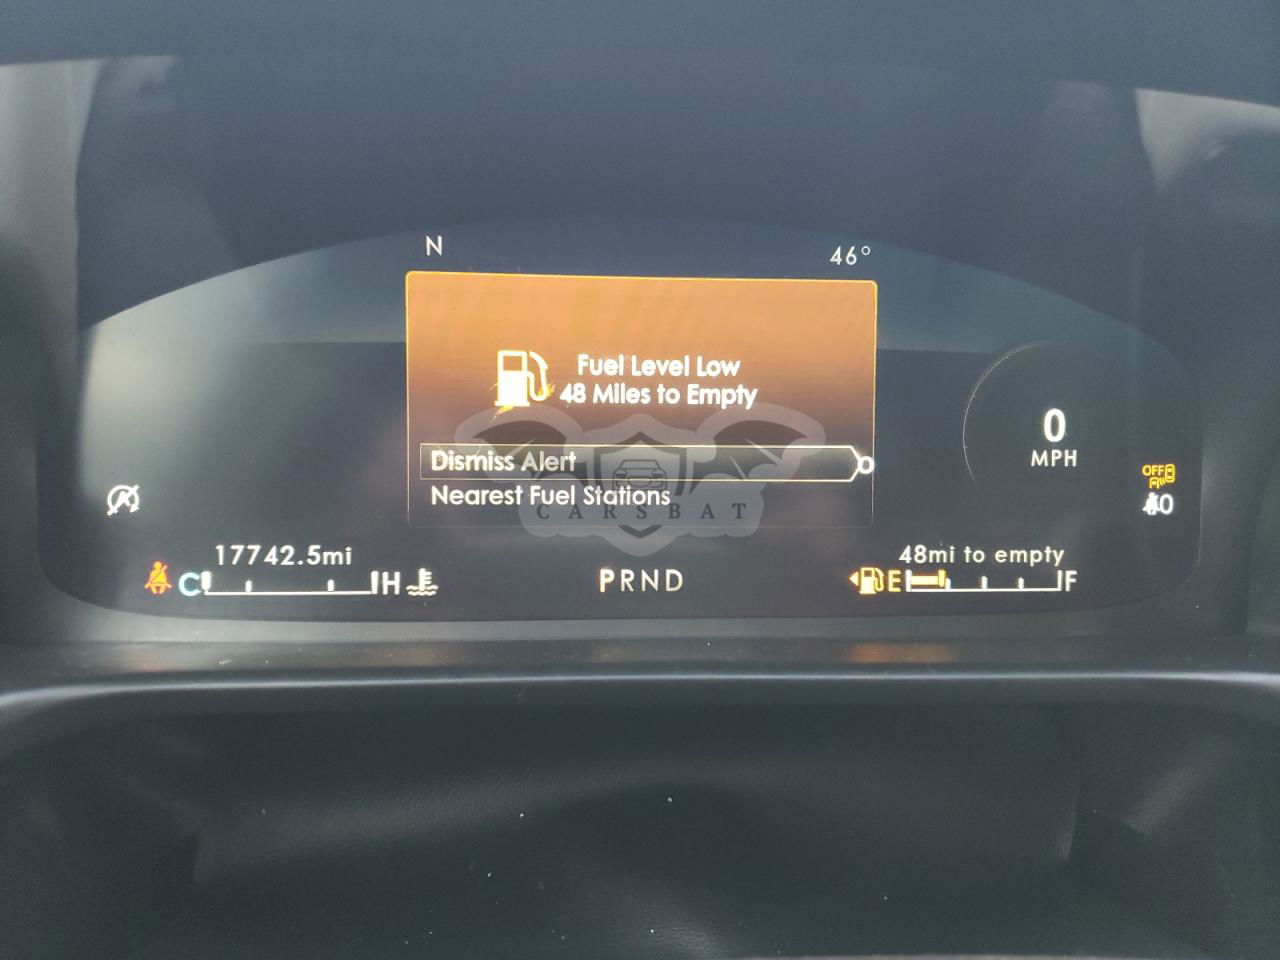 N
46°
Fuel Level Low
48 Miles to Empty
Dismiss Alert
Nearest Fuel Stations
CARSBAT
0
MPH
OFF
0
17742.5mi
48mi to empty
C H
PRND
E F